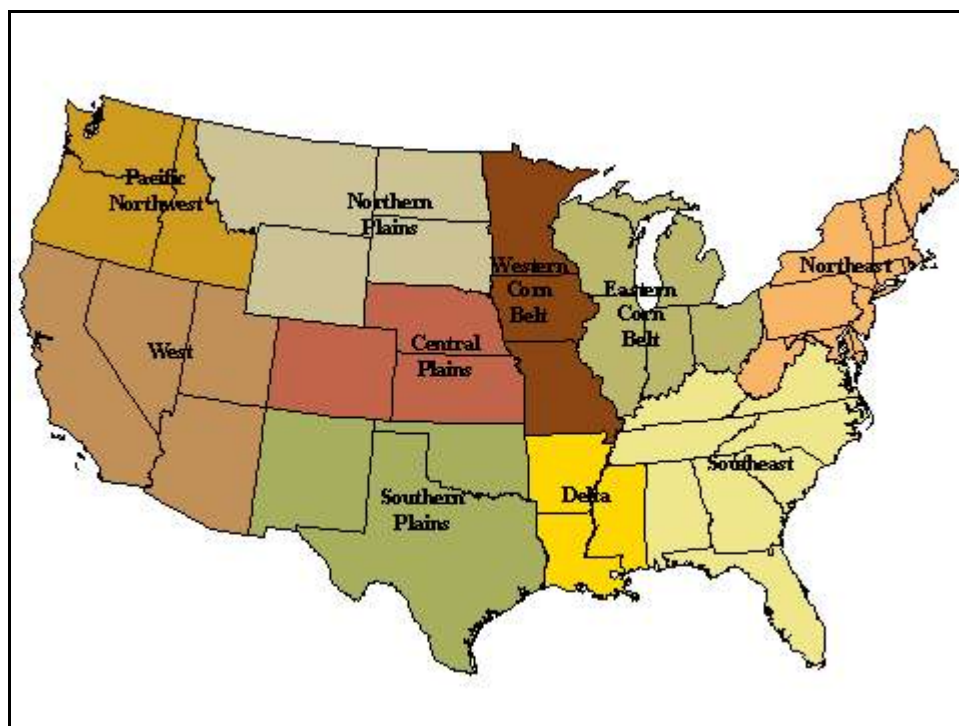 Pacific
Northwest
Northern
Plains
Western
Corn
Belt
Eastern
Corn
Belt
Northeast
West
Central
Plains
Southeast
Southern
Plains
Delta